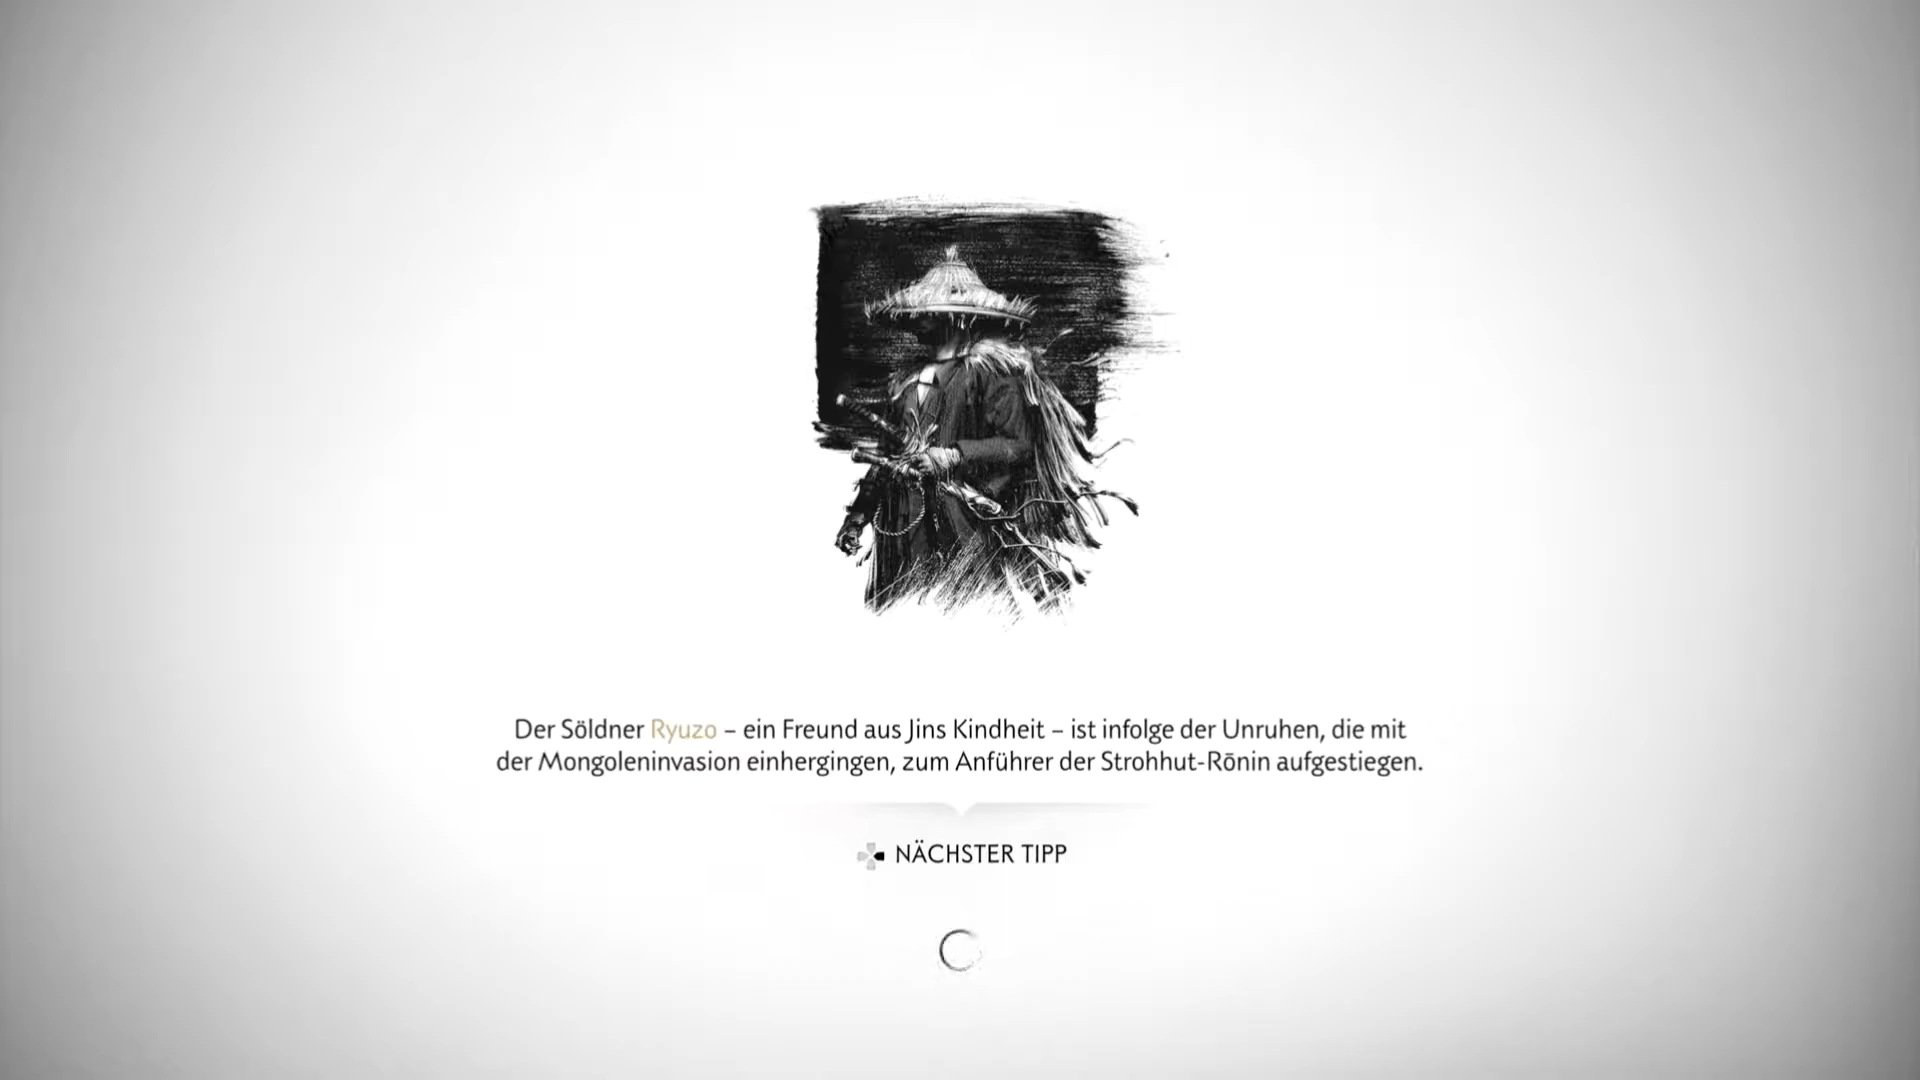 Der Söldner Ryuzo – ein Freund aus Jins Kindheit – ist infolge der Unruhen, die mit
der Mongoleninvasion einhergingen, zum Anführer der Strohhut-Rōnin aufgestiegen.
NÄCHSTER TIPP